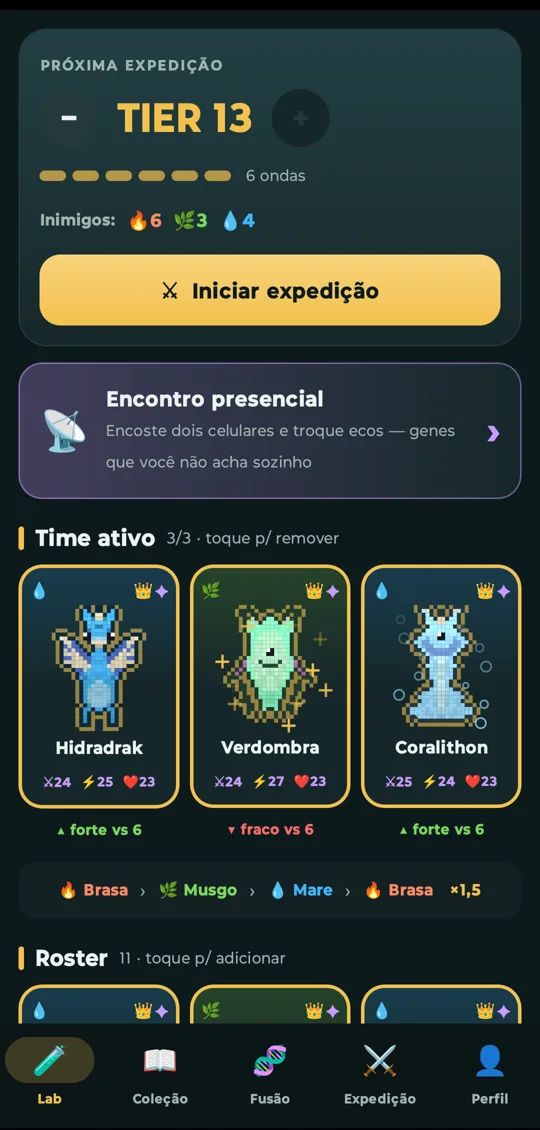 PRÓXIMA EXPEDIÇÃO
− TIER 13 +
6 ondas
Inimigos: 🔥6 🌿3 💧4
⚔ Iniciar expedição
Encontro presencial
Encoste dois celulares e troque ecos — genes
que você não acha sozinho
›
Time ativo 3/3 · toque p/ remover
Hidradrak
⚔24 ⚡25 ❤️23
▲ forte vs 6
Verdombra
⚔24 ⚡27 ❤️23
▼ fraco vs 6
Coralithon
⚔25 ⚡24 ❤️23
▲ forte vs 6
🔥 Brasa › 🌿 Musgo › 💧 Mare › 🔥 Brasa ×1,5
Roster 11 · toque p/ adicionar
Lab
Coleção
Fusão
Expedição
Perfil